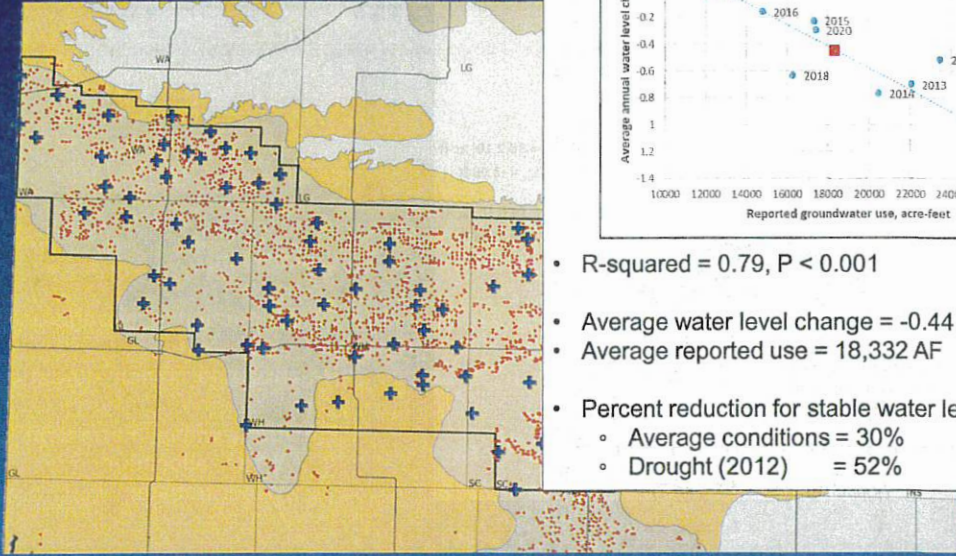 WA
LG
WA
WA
LG
GL
GL
WH
WH
SC
SC
Average annual water level c
-0.2
-0.4
-0.6
0.8
1
1.2
-1.4
2016
2015
2020
2018
2014
2013
2
10000 12000 14000 16000 18000 20000 22000 2400
Reported groundwater use, acre-feet
• R-squared = 0.79, P < 0.001
• Average water level change = -0.44
• Average reported use = 18,332 AF
• Percent reduction for stable water le
◦ Average conditions = 30%
◦ Drought (2012) = 52%